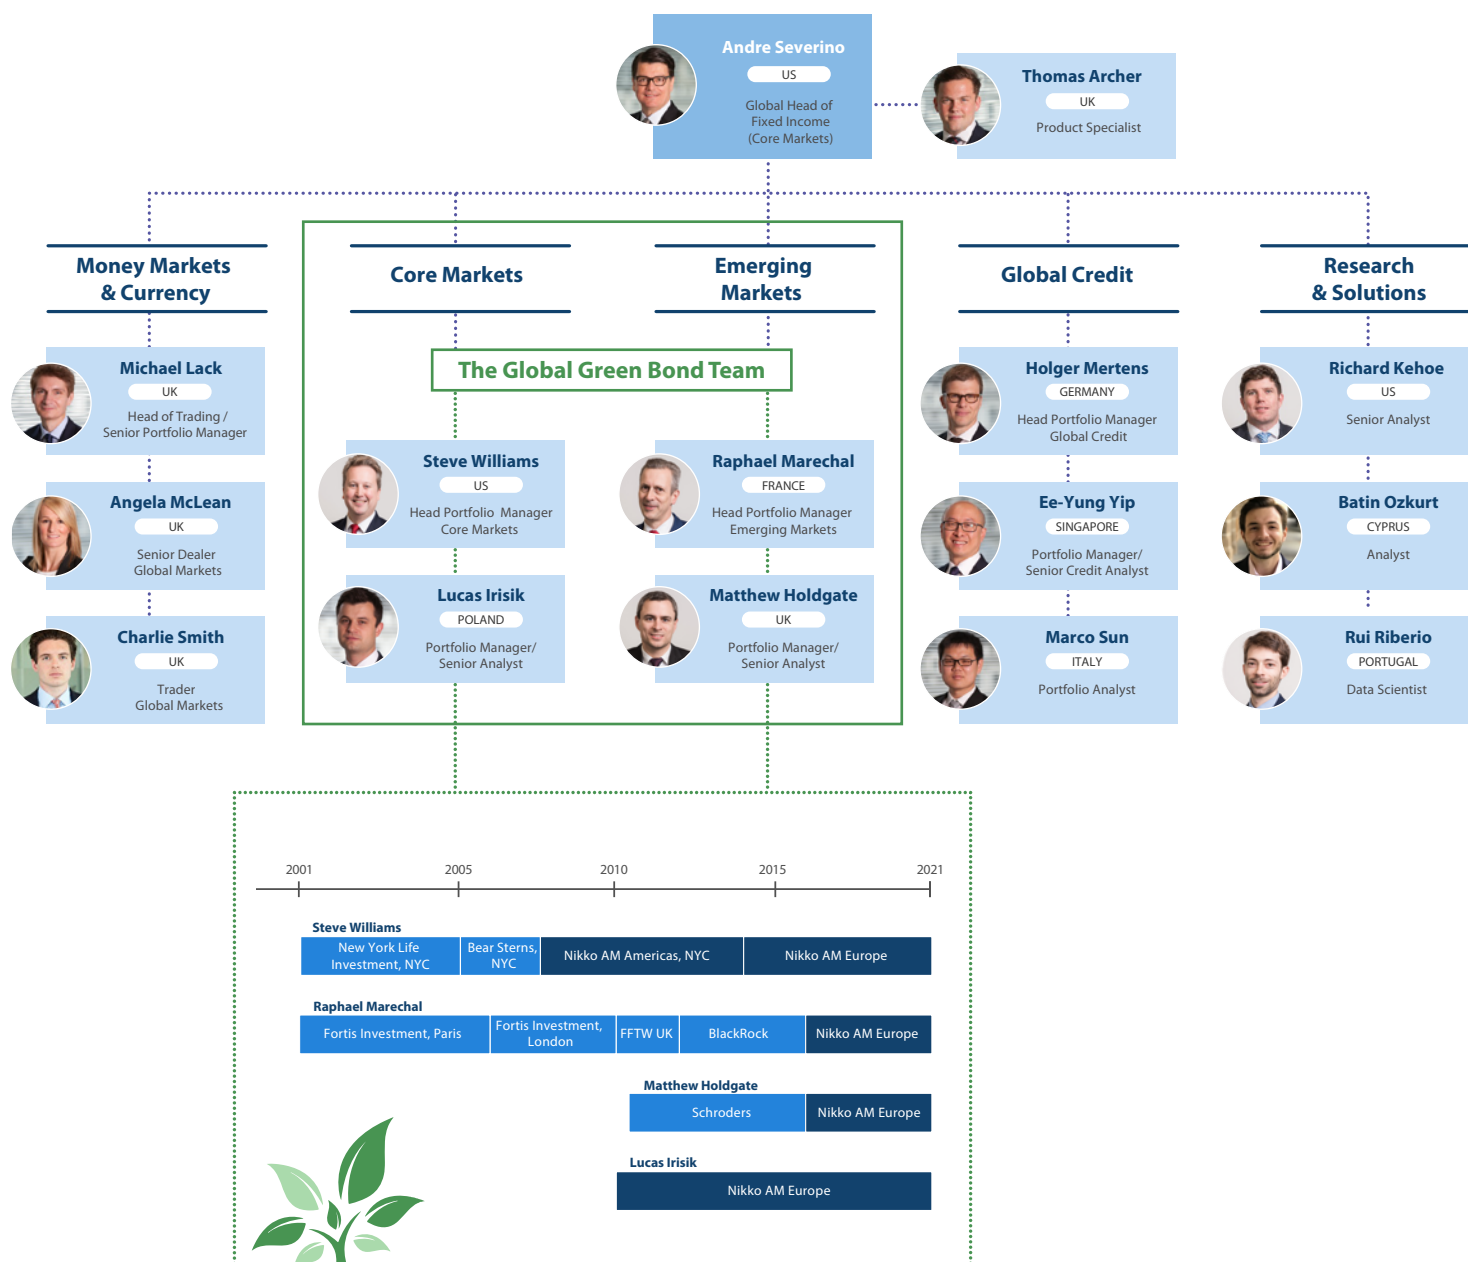 Andre Severino
US
Global Head of
Fixed Income
(Core Markets)
Thomas Archer
UK
Product Specialist
Money Markets
& Currency
Core Markets
Emerging
Markets
Global Credit
Research
& Solutions
The Global Green Bond Team
Michael Lack
UK
Head of Trading /
Senior Portfolio Manager
Angela McLean
UK
Senior Dealer
Global Markets
Charlie Smith
UK
Trader
Global Markets
Steve Williams
US
Head Portfolio Manager
Core Markets
Lucas Irisik
POLAND
Portfolio Manager/
Senior Analyst
Raphael Marechal
FRANCE
Head Portfolio Manager
Emerging Markets
Matthew Holdgate
UK
Portfolio Manager/
Senior Analyst
Holger Mertens
GERMANY
Head Portfolio Manager
Global Credit
Ee-Yung Yip
SINGAPORE
Portfolio Manager/
Senior Credit Analyst
Marco Sun
ITALY
Portfolio Analyst
Richard Kehoe
US
Senior Analyst
Batin Ozkurt
CYPRUS
Analyst
Rui Riberio
PORTUGAL
Data Scientist
2001 2005 2010 2015 2021
Steve Williams
New York Life
Investment, NYC
Bear Sterns,
NYC
Nikko AM Americas, NYC
Nikko AM Europe
Raphael Marechal
Fortis Investment, Paris
Fortis Investment,
London
FFTW UK
BlackRock
Nikko AM Europe
Matthew Holdgate
Schroders
Nikko AM Europe
Lucas Irisik
Nikko AM Europe